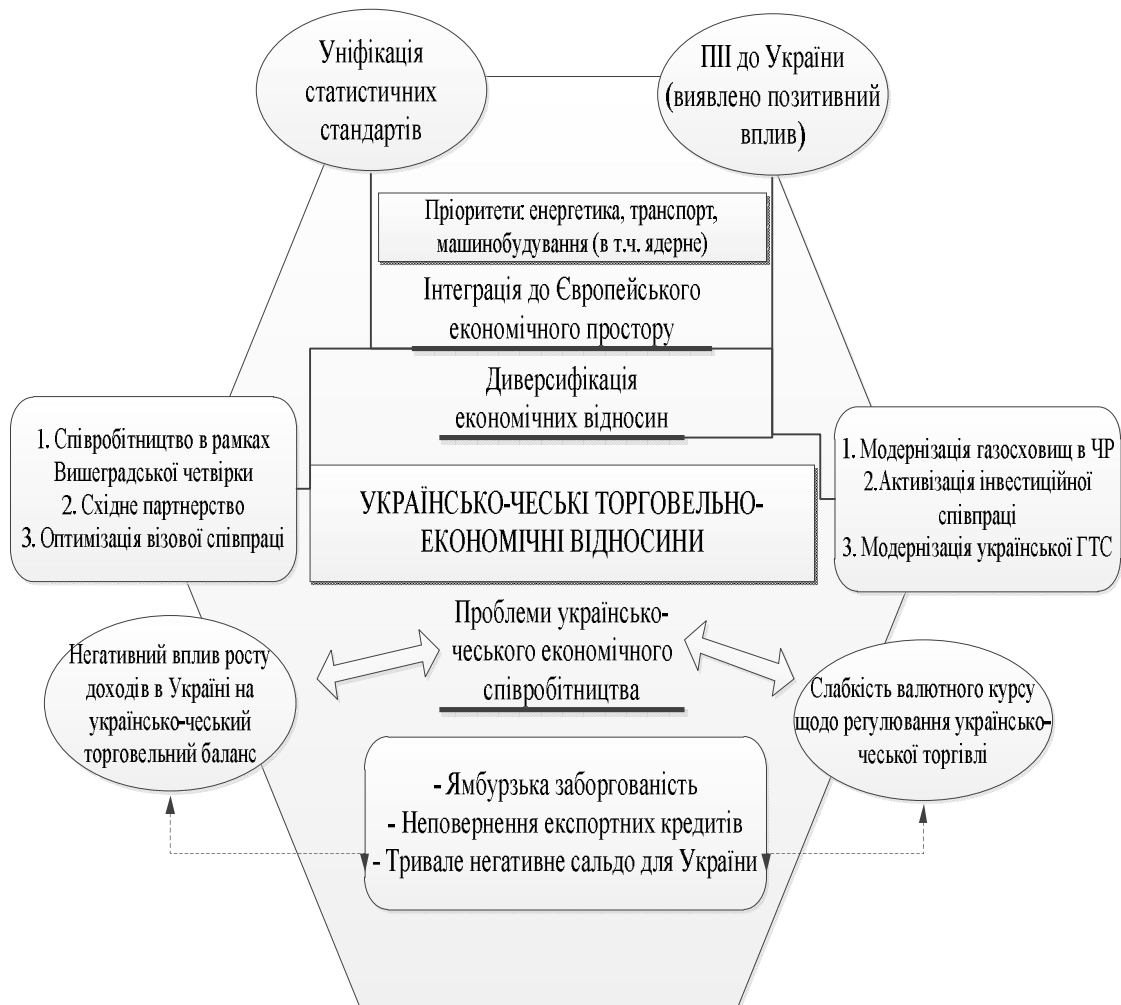 Уніфікація
статистичних
стандартів
ПІІ до України
(виявлено позитивний
вплив)
Пріоритети: енергетика, транспорт,
машинобудування (в т.ч. ядерне)
Інтеграція до Європейського
економічного простору
Диверсифікація
економічних відносин
1. Співробітництво в рамках
Вишеградської четвірки
2. Східне партнерство
3. Оптимізація візової співпраці
УКРАЇНСЬКО-ЧЕСЬКІ ТОРГОВЕЛЬНО-
ЕКОНОМІЧНІ ВІДНОСИНИ
1. Модернізація газосховищ в ЧР
2.Активізація інвестиційної
співпраці
3. Модернізація української ГТС
Проблеми українсько-
чеського економічного
співробітництва
Негативний вплив росту
доходів в Україні на
українсько-чеський
торговельний баланс
Слабкість валютного курсу
щодо регулювання українсько-
чеської торгівлі
- Ямбурзька заборгованість
- Неповернення експортних кредитів
- Тривале негативне сальдо для України